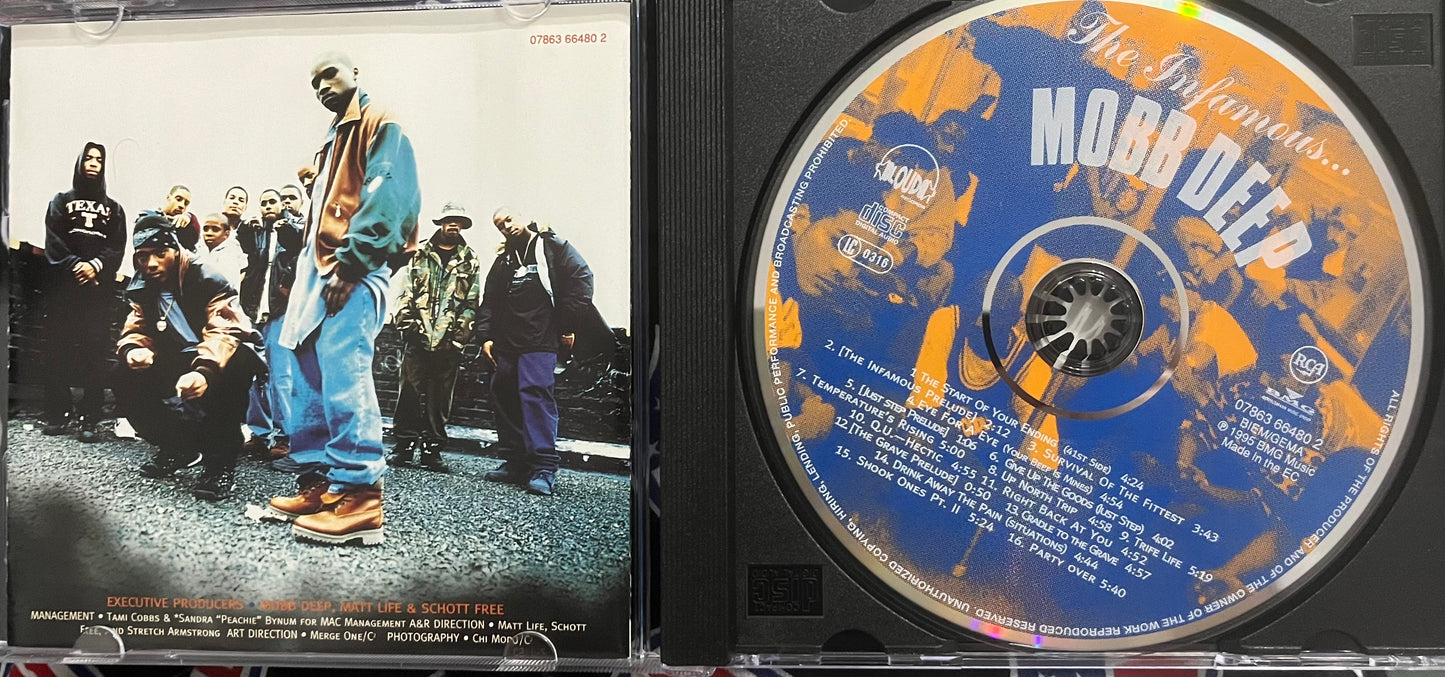 07863 66480 2
TEXAS
T
EXECUTIVE PRODUCERS • MOBB DEEP, MATT LIFE & SCHOTT FREE
MANAGEMENT • TAMI COBBS & *SANDRA "PEACHIE" BYNUM FOR MAC MANAGEMENT A&R DIRECTION • MATT LIFE, SCHOTT
FREE, AND STRETCH ARMSTRONG ART DIRECTION • MERGE ONE/C PHOTOGRAPHY • CHI MODU/
The Infamous...
MOBB DEEP
LOUD
COMPACT
disc
DIGITAL AUDIO
LC 0316
RCA
BMG
07863 66480 2
BIEM/GEMA
℗ 1995 BMG Music
Made in the EC
1 THE START OF YOUR ENDING (41ST SIDE) 4:24
2. [THE INFAMOUS PRELUDE] 2:12 3. SURVIVAL OF THE FITTEST 3:43
4. EYE FOR A EYE (YOUR BEEF IS MINES) 4:54
5. [JUST STEP PRELUDE] 1:06 6. GIVE UP THE GOODS (JUST STEP) 4:02
7. TEMPERATURE'S RISING 5:00 8. UP NORTH TRIP 4:58 9. TRIFE LIFE 5:19
10. Q.U.–HECTIC 4:55 11. RIGHT BACK AT YOU 4:52
12.[THE GRAVE PRELUDE] 0:50 13. CRADLE TO THE GRAVE 4:57
14. DRINK AWAY THE PAIN (SITUATIONS) 4:44
15. SHOOK ONES PT. II 5:24 16. PARTY OVER 5:40
ALL RIGHTS OF THE PRODUCER AND OF THE OWNER OF THE WORK REPRODUCED RESERVED. UNAUTHORIZED COPYING, HIRING, LENDING, PUBLIC PERFORMANCE AND BROADCASTING PROHIBITED.
disc
COMPACT
disc